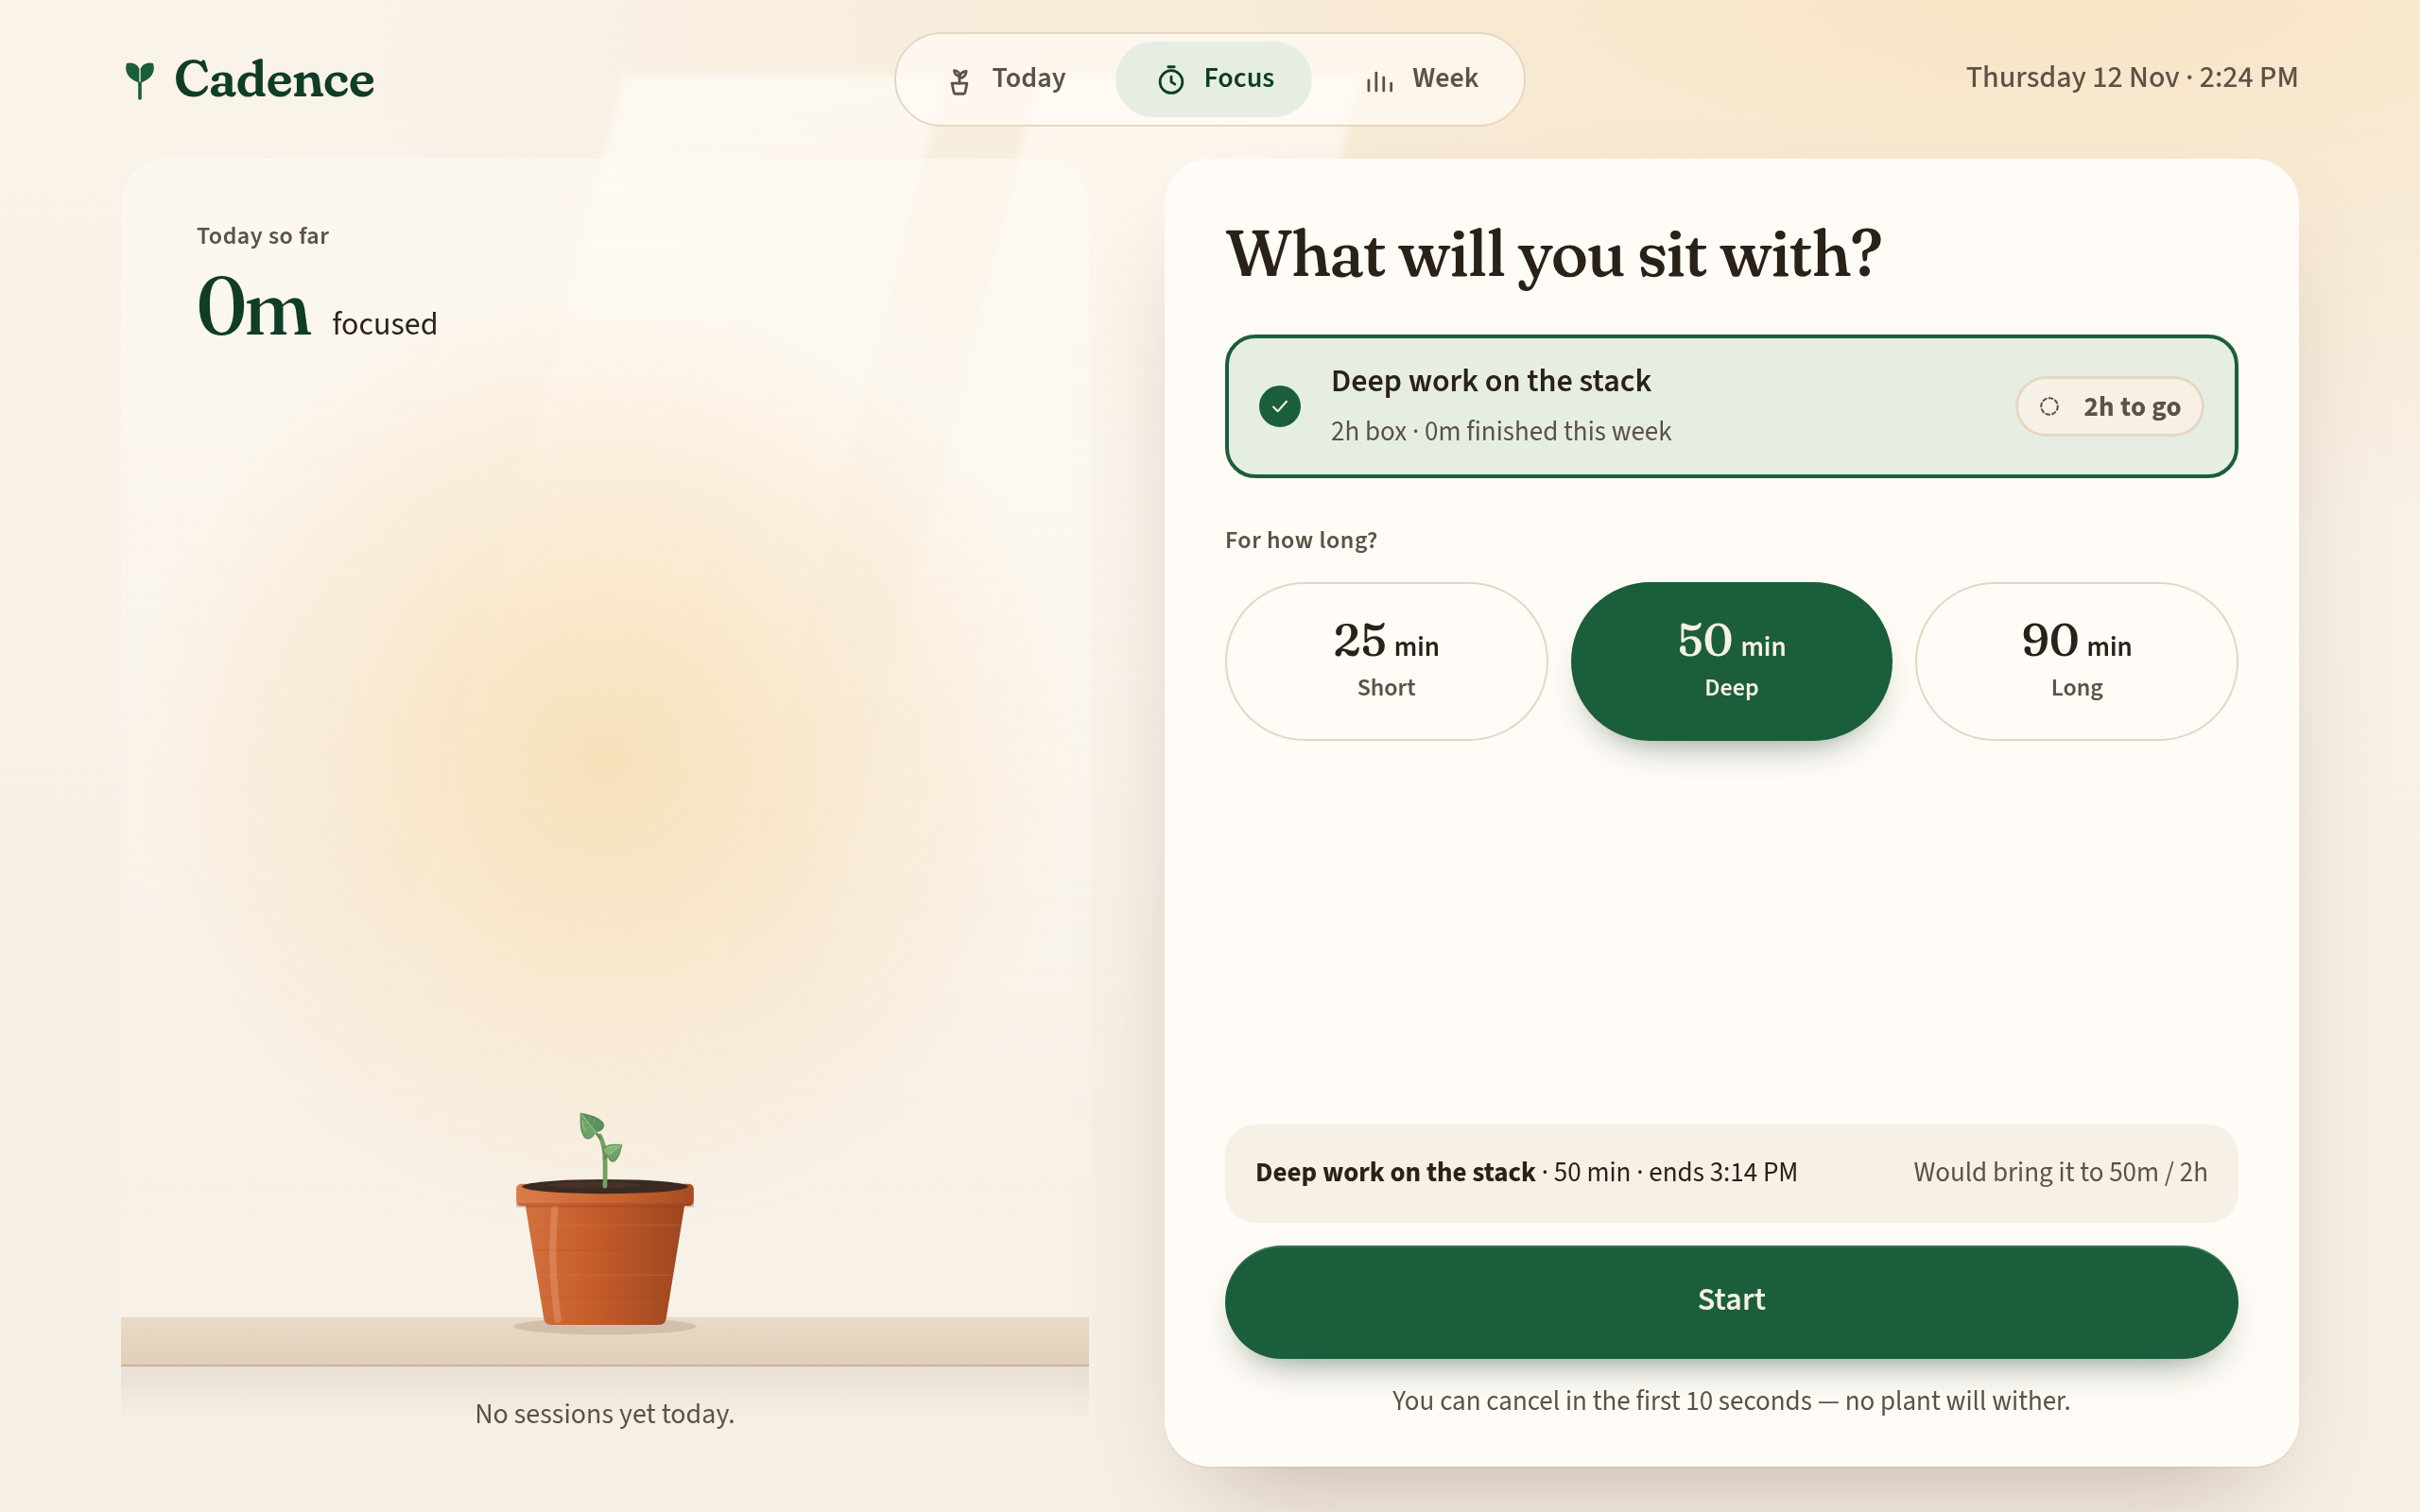 Cadence
Today
Focus
Week
Thursday 12 Nov · 2:24 PM
Today so far
0m focused
What will you sit with?
Deep work on the stack
2h box · 0m finished this week
2h to go
For how long?
25 min
Short
50 min
Deep
90 min
Long
Deep work on the stack · 50 min · ends 3:14 PM
Would bring it to 50m / 2h
Start
You can cancel in the first 10 seconds — no plant will wither.
No sessions yet today.